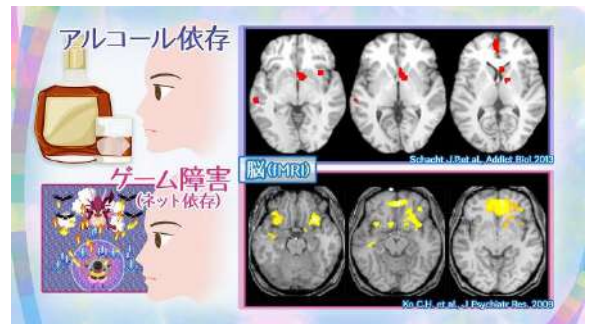 アルコール依存
Schacht J.P.et al., Addict Biol 2013
ゲーム障害
(ネット依存)
脳(fMRI)
Ko C.H. et al., J Psychiatr Res. 2009